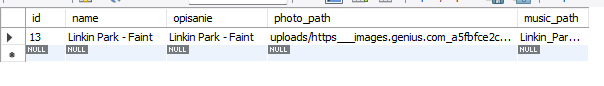 id name opisanie photo_path music_path
13 Linkin Park - Faint Linkin Park - Faint uploads/https___images.genius.com_a5fbfce2c... Linkin_Par...
NULL NULL NULL NULL NULL